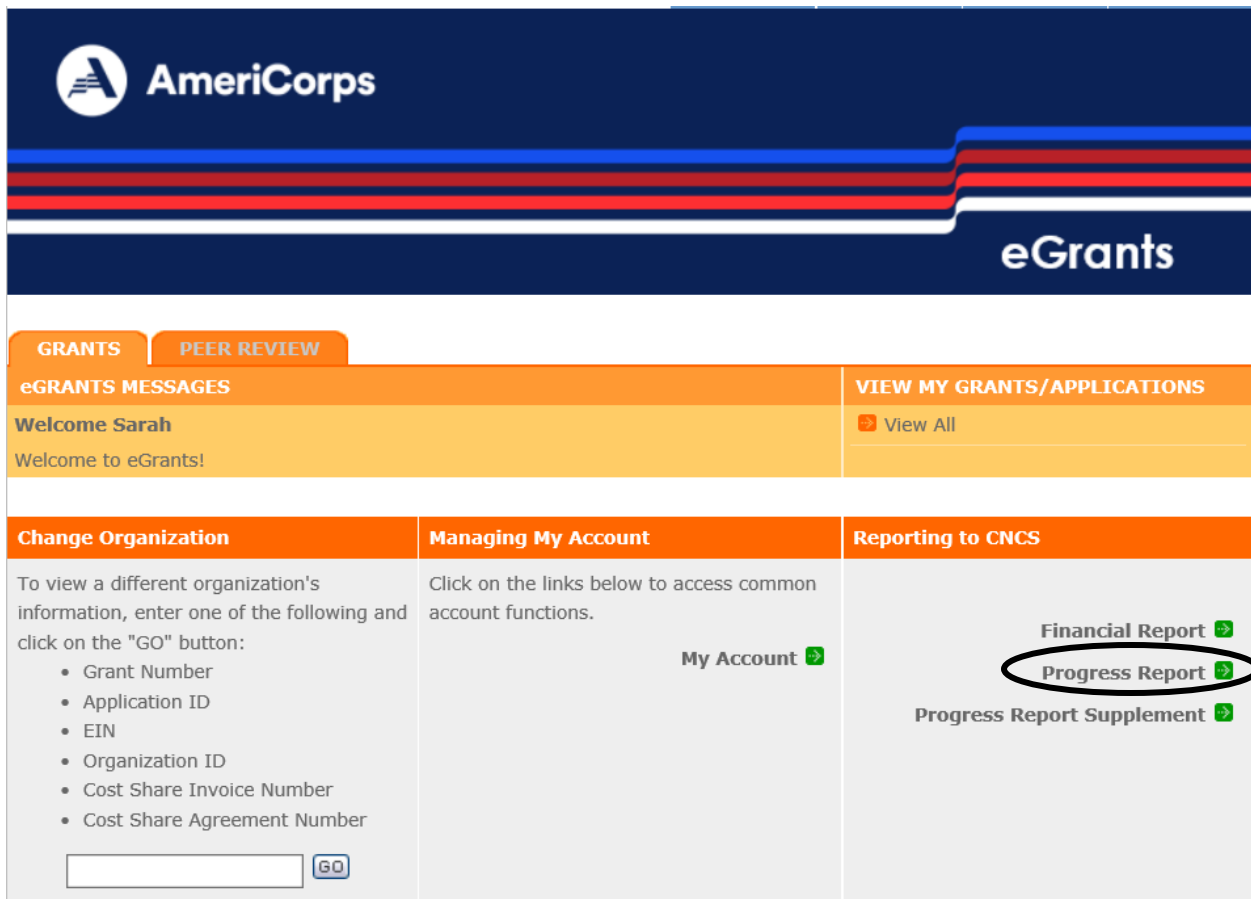 AmeriCorps
eGrants
GRANTS
PEER REVIEW
eGRANTS MESSAGES
Welcome Sarah
Welcome to eGrants!
VIEW MY GRANTS/APPLICATIONS
View All
Change Organization
To view a different organization's
information, enter one of the following and
click on the "GO" button:
• Grant Number
• Application ID
• EIN
• Organization ID
• Cost Share Invoice Number
• Cost Share Agreement Number
GO
Managing My Account
Click on the links below to access common
account functions.
My Account
Reporting to CNCS
Financial Report
Progress Report
Progress Report Supplement